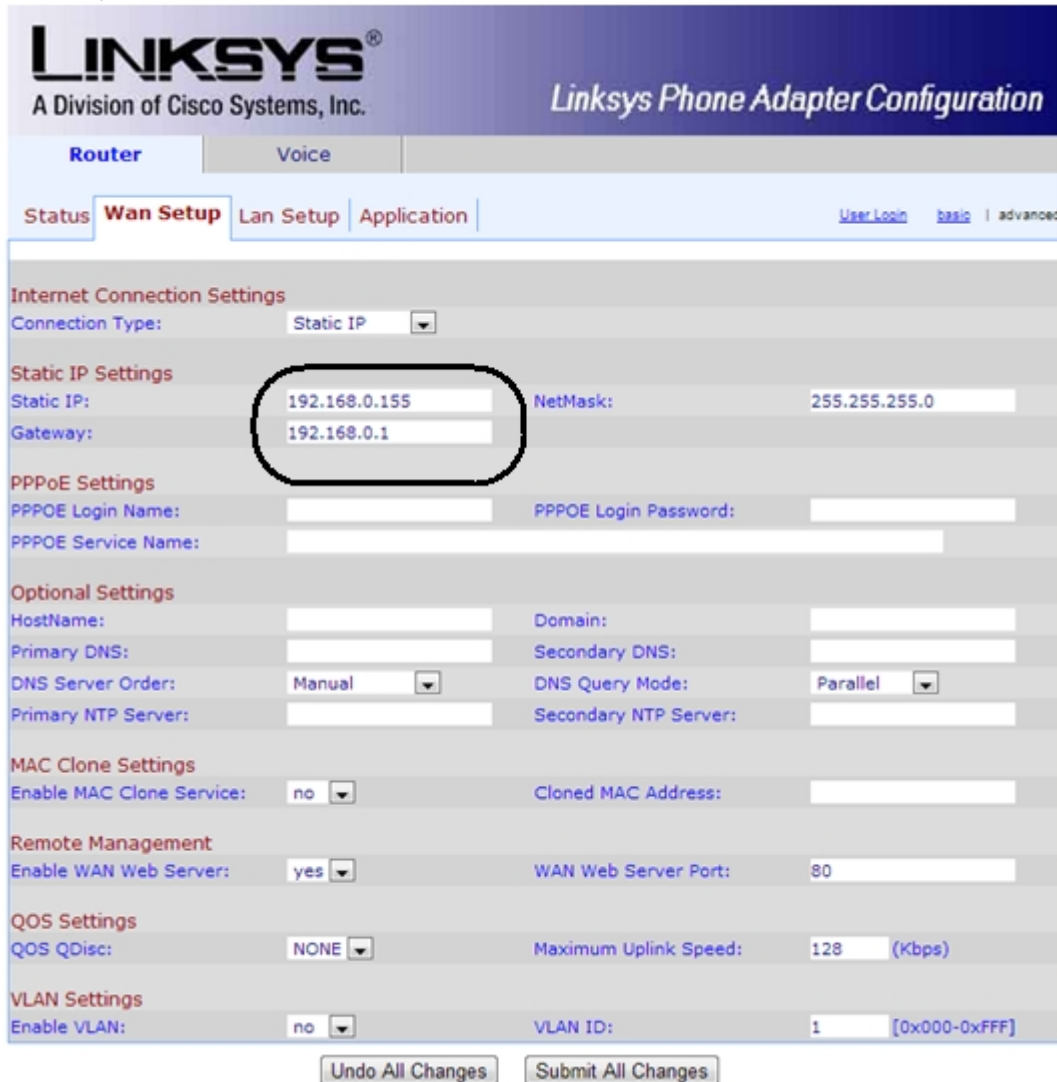 LINKSYS®
A Division of Cisco Systems, Inc.
Linksys Phone Adapter Configuration
Router Voice
Status Wan Setup Lan Setup Application User Login basic | advanced
Internet Connection Settings
Connection Type: Static IP
Static IP Settings
Static IP: 192.168.0.155 NetMask: 255.255.255.0
Gateway: 192.168.0.1
PPPoE Settings
PPPOE Login Name: PPPOE Login Password:
PPPOE Service Name:
Optional Settings
HostName: Domain:
Primary DNS: Secondary DNS:
DNS Server Order: Manual DNS Query Mode: Parallel
Primary NTP Server: Secondary NTP Server:
MAC Clone Settings
Enable MAC Clone Service: no Cloned MAC Address:
Remote Management
Enable WAN Web Server: yes WAN Web Server Port: 80
QOS Settings
QOS QDisc: NONE Maximum Uplink Speed: 128 (Kbps)
VLAN Settings
Enable VLAN: no VLAN ID: 1 [0x000-0xFFF]
Undo All Changes Submit All Changes